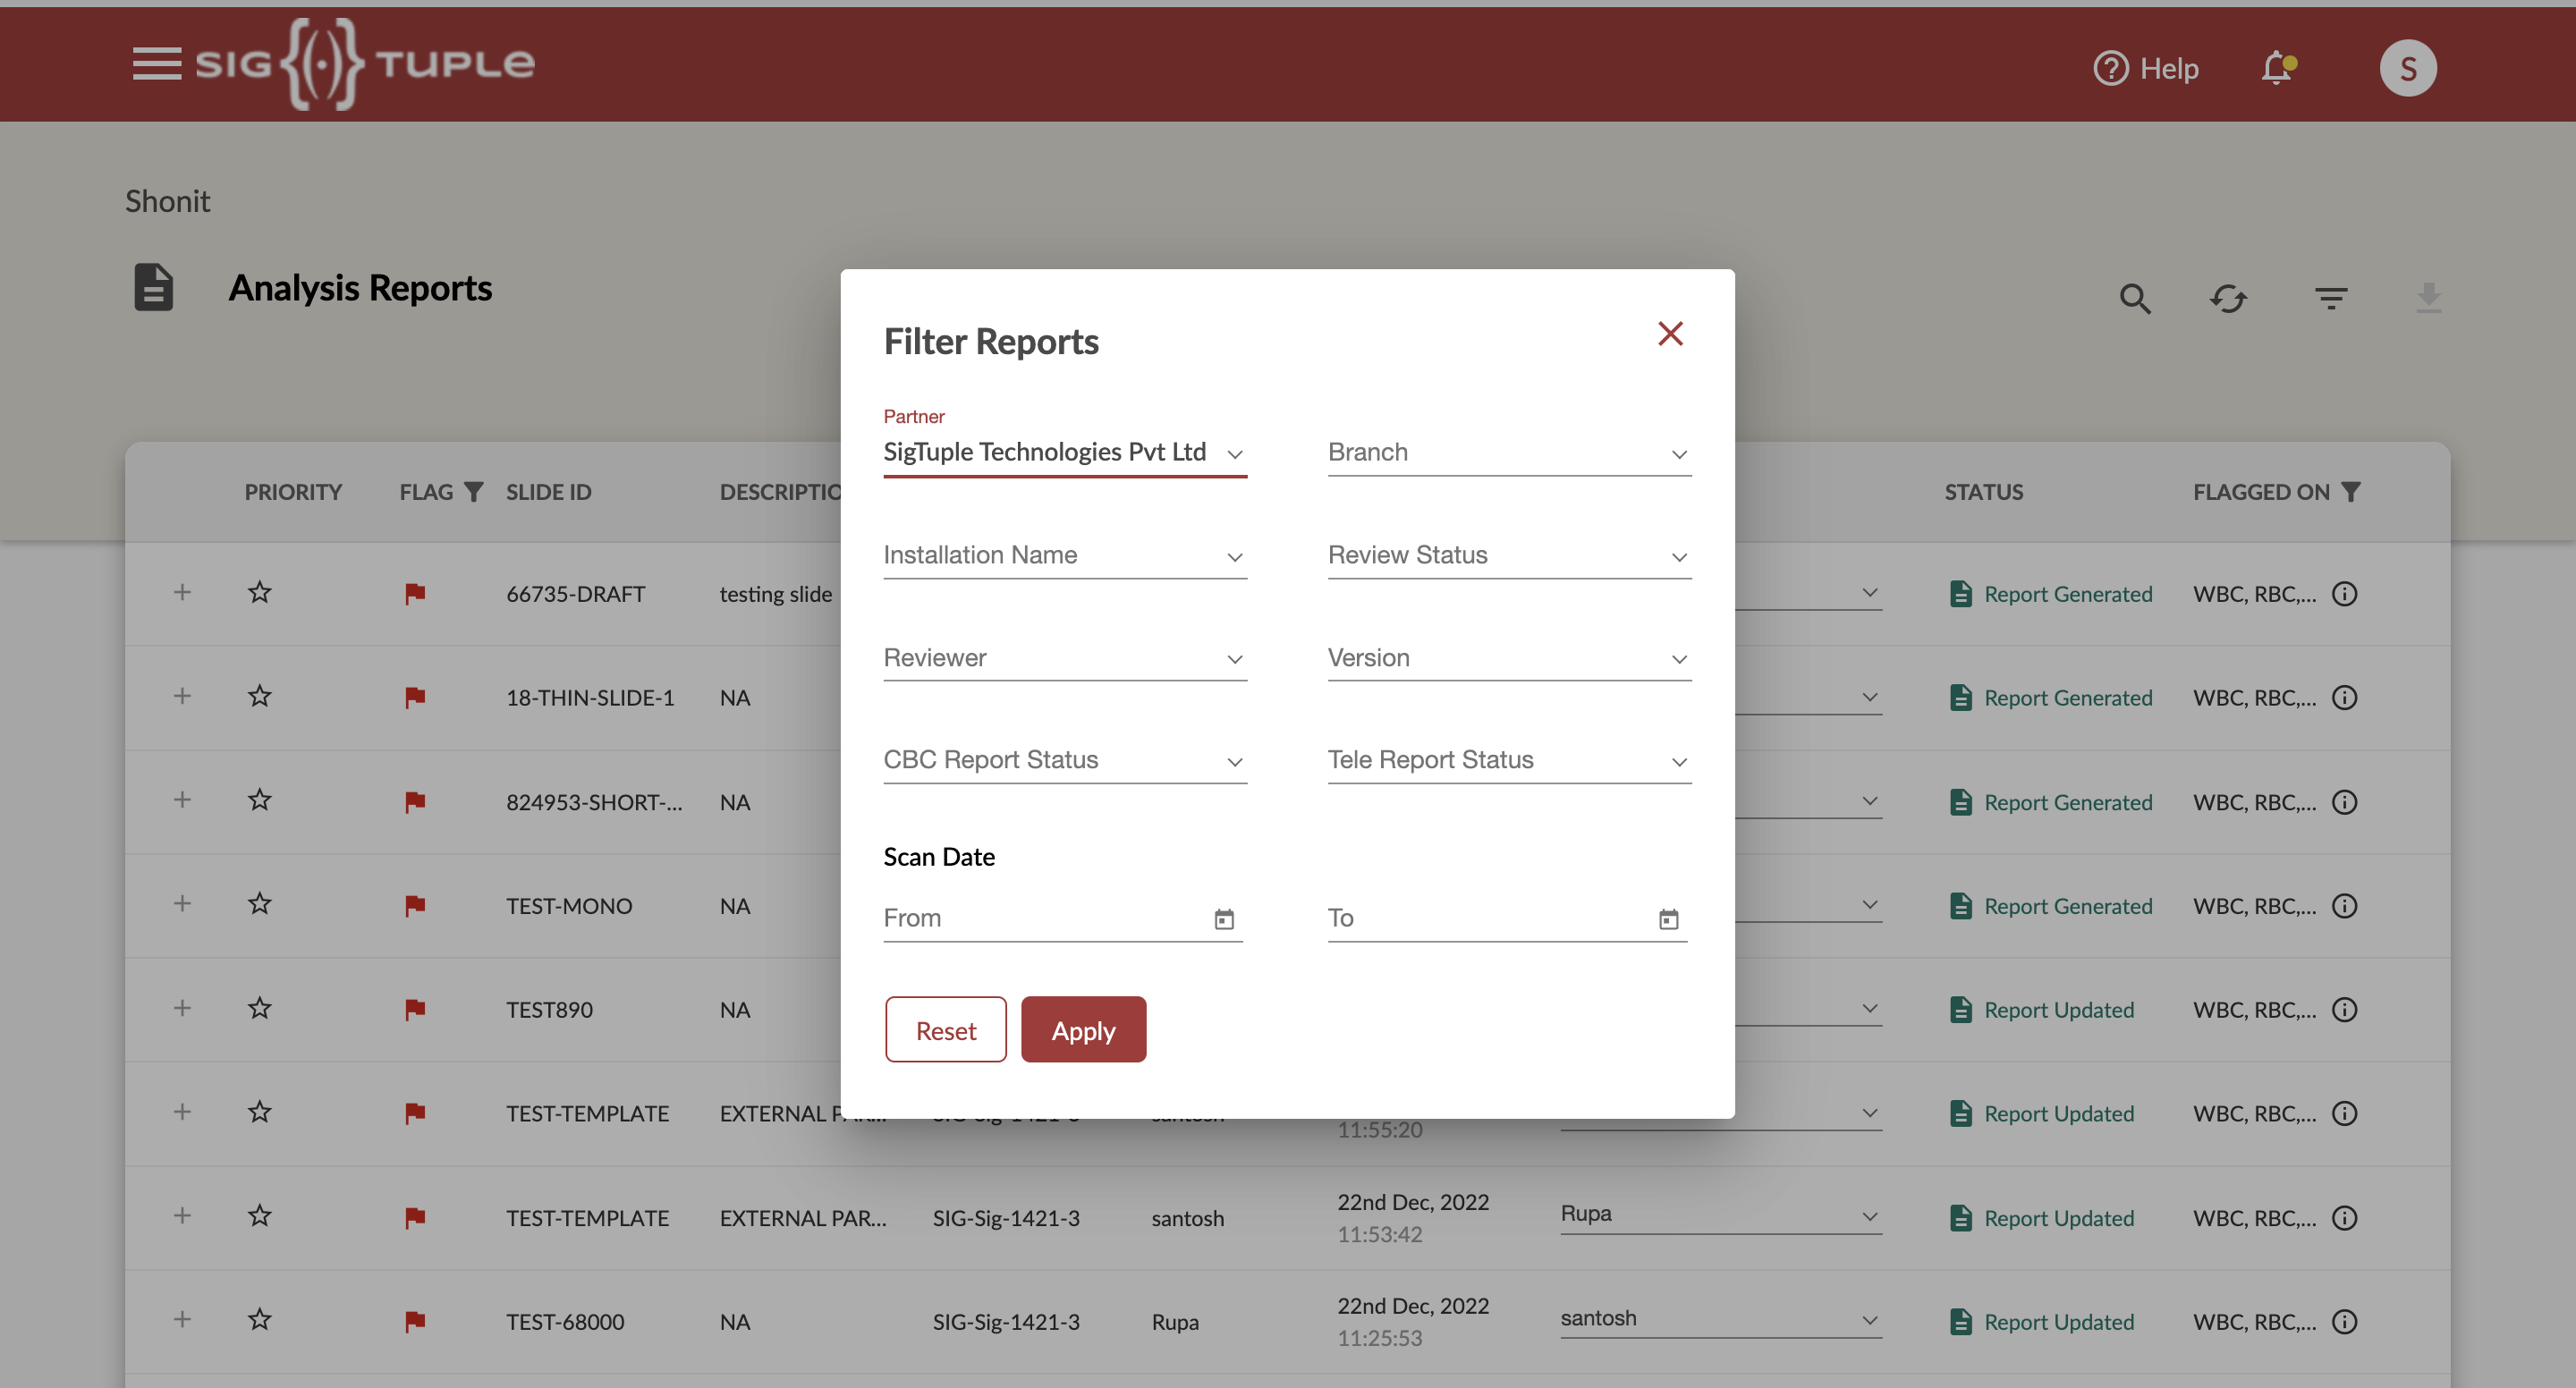 SIG{(·)}TUPLE
Help
S
Shonit
Analysis Reports
Filter Reports
Partner
SigTuple Technologies Pvt Ltd
Branch
Installation Name
Review Status
Reviewer
Version
CBC Report Status
Tele Report Status
Scan Date
From
To
Reset
Apply
PRIORITY FLAG SLIDE ID DESCRIPTIO STATUS FLAGGED ON
66735-DRAFT testing slide Report Generated WBC, RBC,...
18-THIN-SLIDE-1 NA Report Generated WBC, RBC,...
824953-SHORT-... NA Report Generated WBC, RBC,...
TEST-MONO NA Report Generated WBC, RBC,...
TEST890 NA Report Updated WBC, RBC,...
TEST-TEMPLATE EXTERNAL PAR... SIG-Sig-1421-3 santosh Report Updated WBC, RBC,...
11:55:20
TEST-TEMPLATE EXTERNAL PAR... SIG-Sig-1421-3 santosh 22nd Dec, 2022 Rupa Report Updated WBC, RBC,...
11:53:42
TEST-68000 NA SIG-Sig-1421-3 Rupa 22nd Dec, 2022 santosh Report Updated WBC, RBC,...
11:25:53